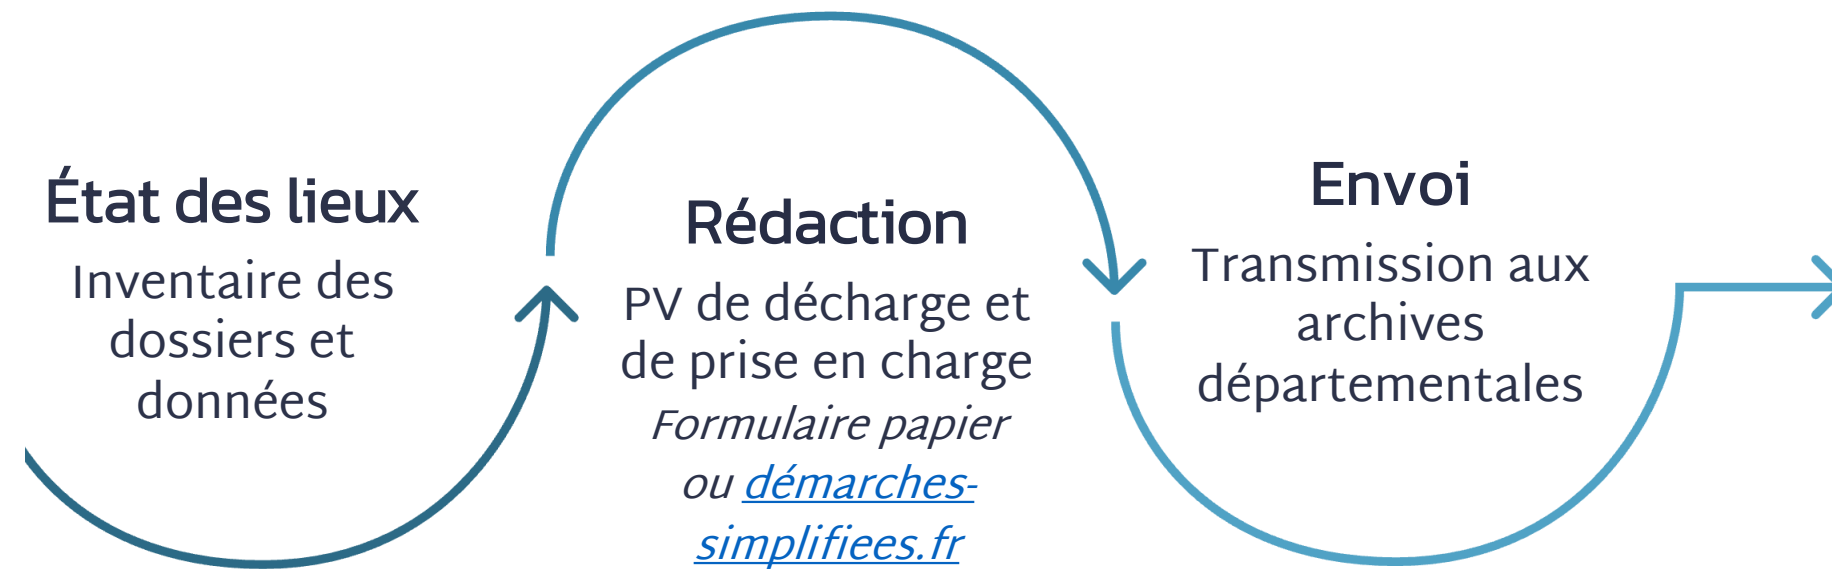 État des lieux
Inventaire des
dossiers et
données
Rédaction
PV de décharge et
de prise en charge
Formulaire papier
ou démarches-
simplifiees.fr
Envoi
Transmission aux
archives
départementales